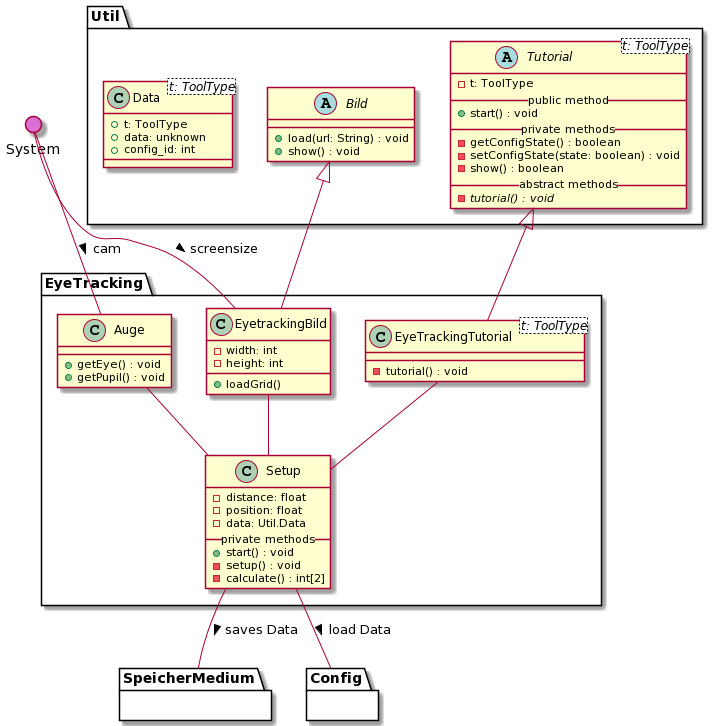 Util
t: ToolType
C Data
t: ToolType
data: unknown
config_id: int
A Bild
load(url: String) : void
show() : void
t: ToolType
A Tutorial
t: ToolType
public method
start() : void
private methods
getConfigState() : boolean
setConfigState(state: boolean) : void
show() : boolean
abstract methods
tutorial() : void
System
cam
screensize
EyeTracking
C Auge
getEye() : void
getPupil() : void
C EyetrackingBild
width: int
height: int
loadGrid()
t: ToolType
C EyeTrackingTutorial
tutorial() : void
C Setup
distance: float
position: float
data: Util.Data
private methods
start() : void
setup() : void
calculate() : int[2]
saves Data
load Data
SpeicherMedium
Config